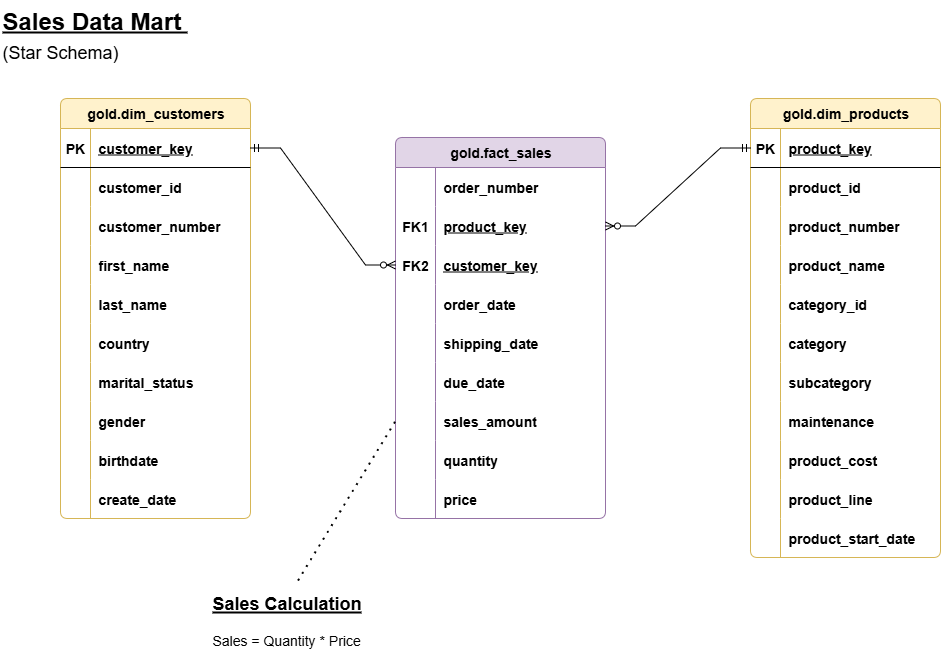 Sales Data Mart
(Star Schema)
gold.dim_customers
PK customer_key
customer_id
customer_number
first_name
last_name
country
marital_status
gender
birthdate
create_date
gold.fact_sales
order_number
FK1 product_key
FK2 customer_key
order_date
shipping_date
due_date
sales_amount
quantity
price
gold.dim_products
PK product_key
product_id
product_number
product_name
category_id
category
subcategory
maintenance
product_cost
product_line
product_start_date
Sales Calculation
Sales = Quantity * Price